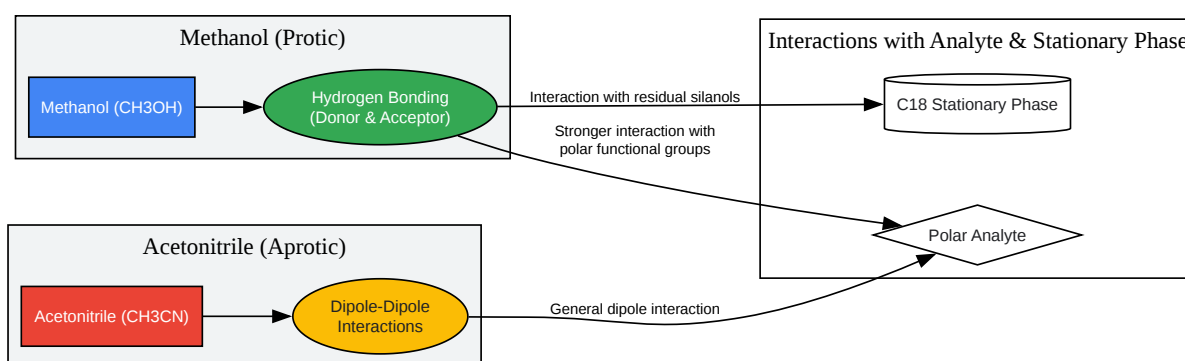 Methanol (Protic)
Methanol (CH3OH)
Hydrogen Bonding
(Donor & Acceptor)
Interaction with residual silanols
Stronger interaction with
polar functional groups
Interactions with Analyte & Stationary Phase
C18 Stationary Phase
Polar Analyte
Acetonitrile (Aprotic)
Acetonitrile (CH3CN)
Dipole-Dipole
Interactions
General dipole interaction